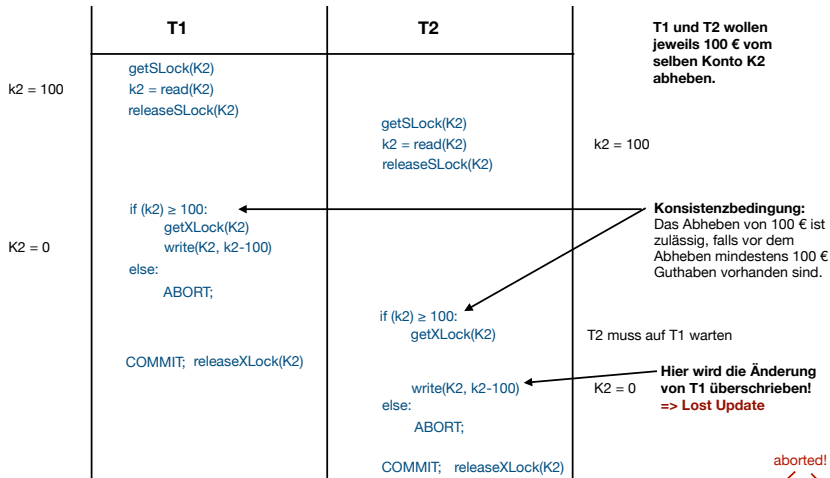 T1
T2
T1 und T2 wollen
jeweils 100 € vom
selben Konto K2
abheben.
getSLock(K2)
k2 = 100
k2 = read(K2)
releaseSLock(K2)
getSLock(K2)
k2 = read(K2)
k2 = 100
releaseSLock(K2)
if (k2) ≥ 100:
getXLock(K2)
K2 = 0
write(K2, k2-100)
else:
ABORT;
Konsistenzbedingung:
Das Abheben von 100 € ist
zulässig, falls vor dem
Abheben mindestens 100 €
Guthaben vorhanden sind.
if (k2) ≥ 100:
getXLock(K2)
T2 muss auf T1 warten
COMMIT; releaseXLock(K2)
write(K2, k2-100)
K2 = 0
Hier wird die Änderung
von T1 überschrieben!
=> Lost Update
else:
ABORT;
COMMIT; releaseXLock(K2)
aborted!